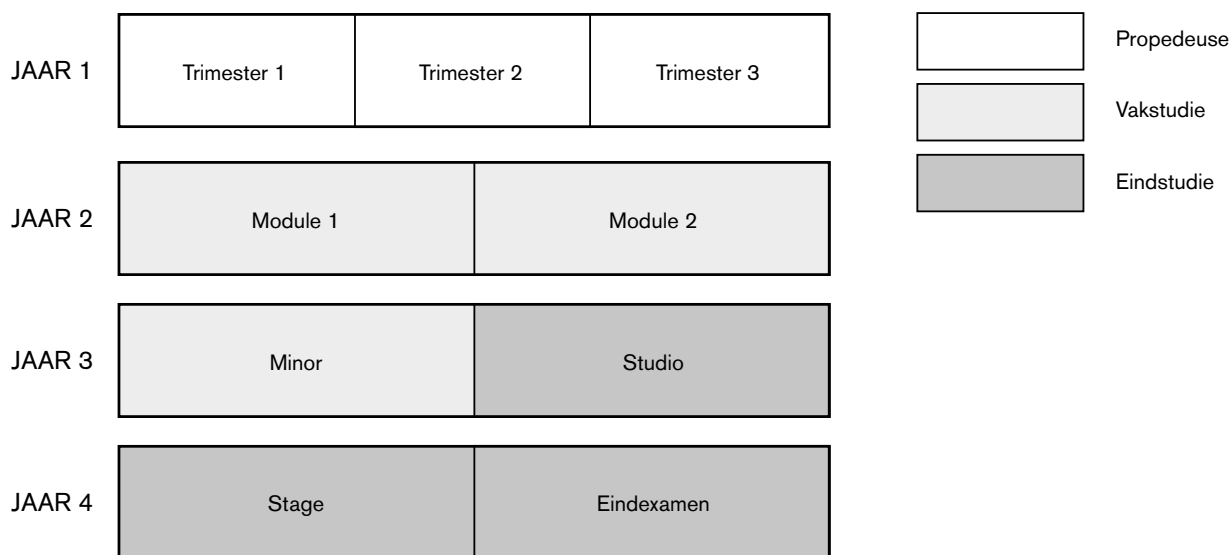 JAAR 1
Trimester 1
Trimester 2
Trimester 3
Propedeuse
Vakstudie
Eindstudie
JAAR 2
Module 1
Module 2
JAAR 3
Minor
Studio
JAAR 4
Stage
Eindexamen